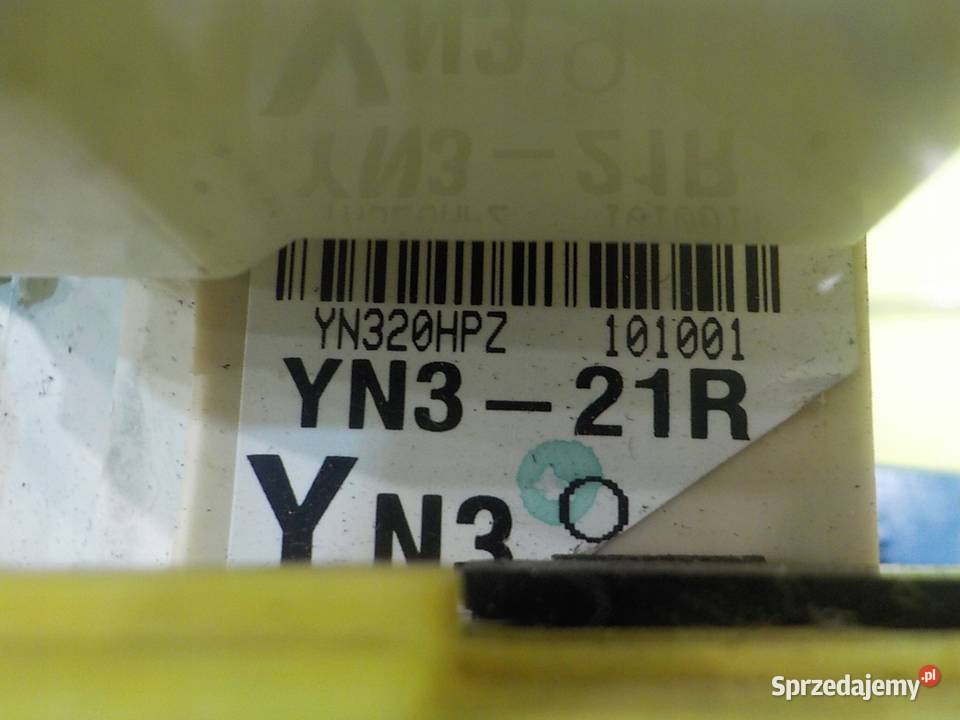 YN320HPZ 101001
YN3-21R
YN3
Sprzedajemy.pl